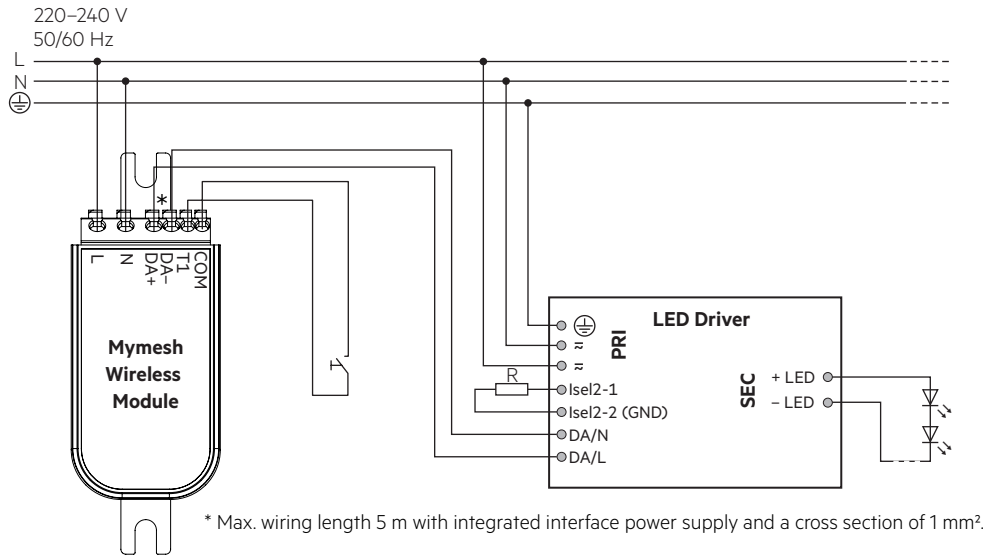 220–240 V
50/60 Hz
L
N
*
L
N
DA+
DA–
T1
COM
Mymesh
Wireless
Module
LED Driver
PRI
≂
≂
R
Isel2-1
Isel2-2 (GND)
DA/N
DA/L
SEC
+ LED
– LED
* Max. wiring length 5 m with integrated interface power supply and a cross section of 1 mm².